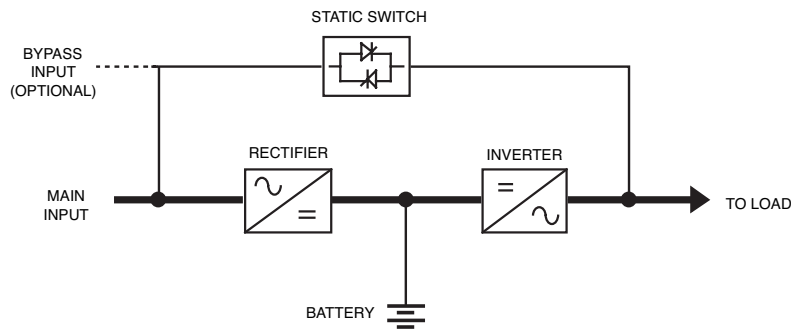 STATIC SWITCH
BYPASS
INPUT
(OPTIONAL)
RECTIFIER
INVERTER
MAIN
INPUT
TO LOAD
BATTERY